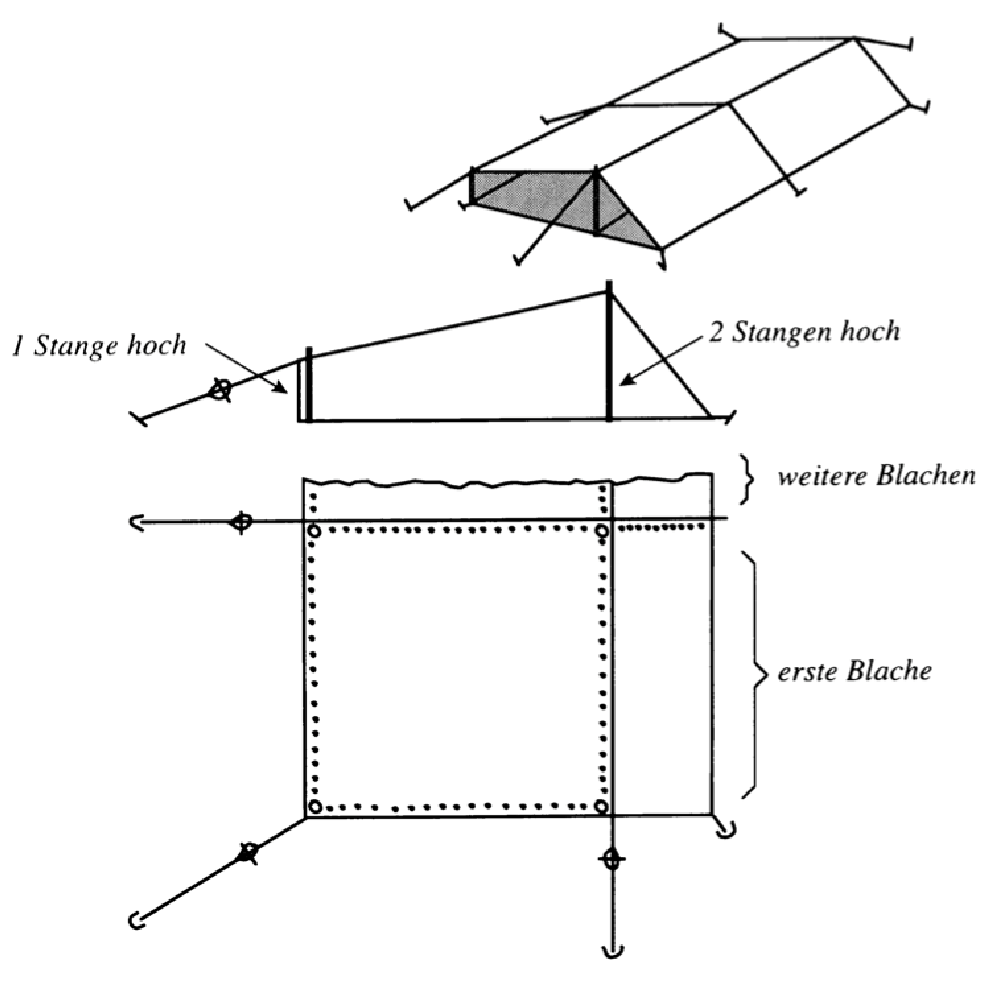 1 Stange hoch
2 Stangen hoch
weitere Blachen
erste Blache